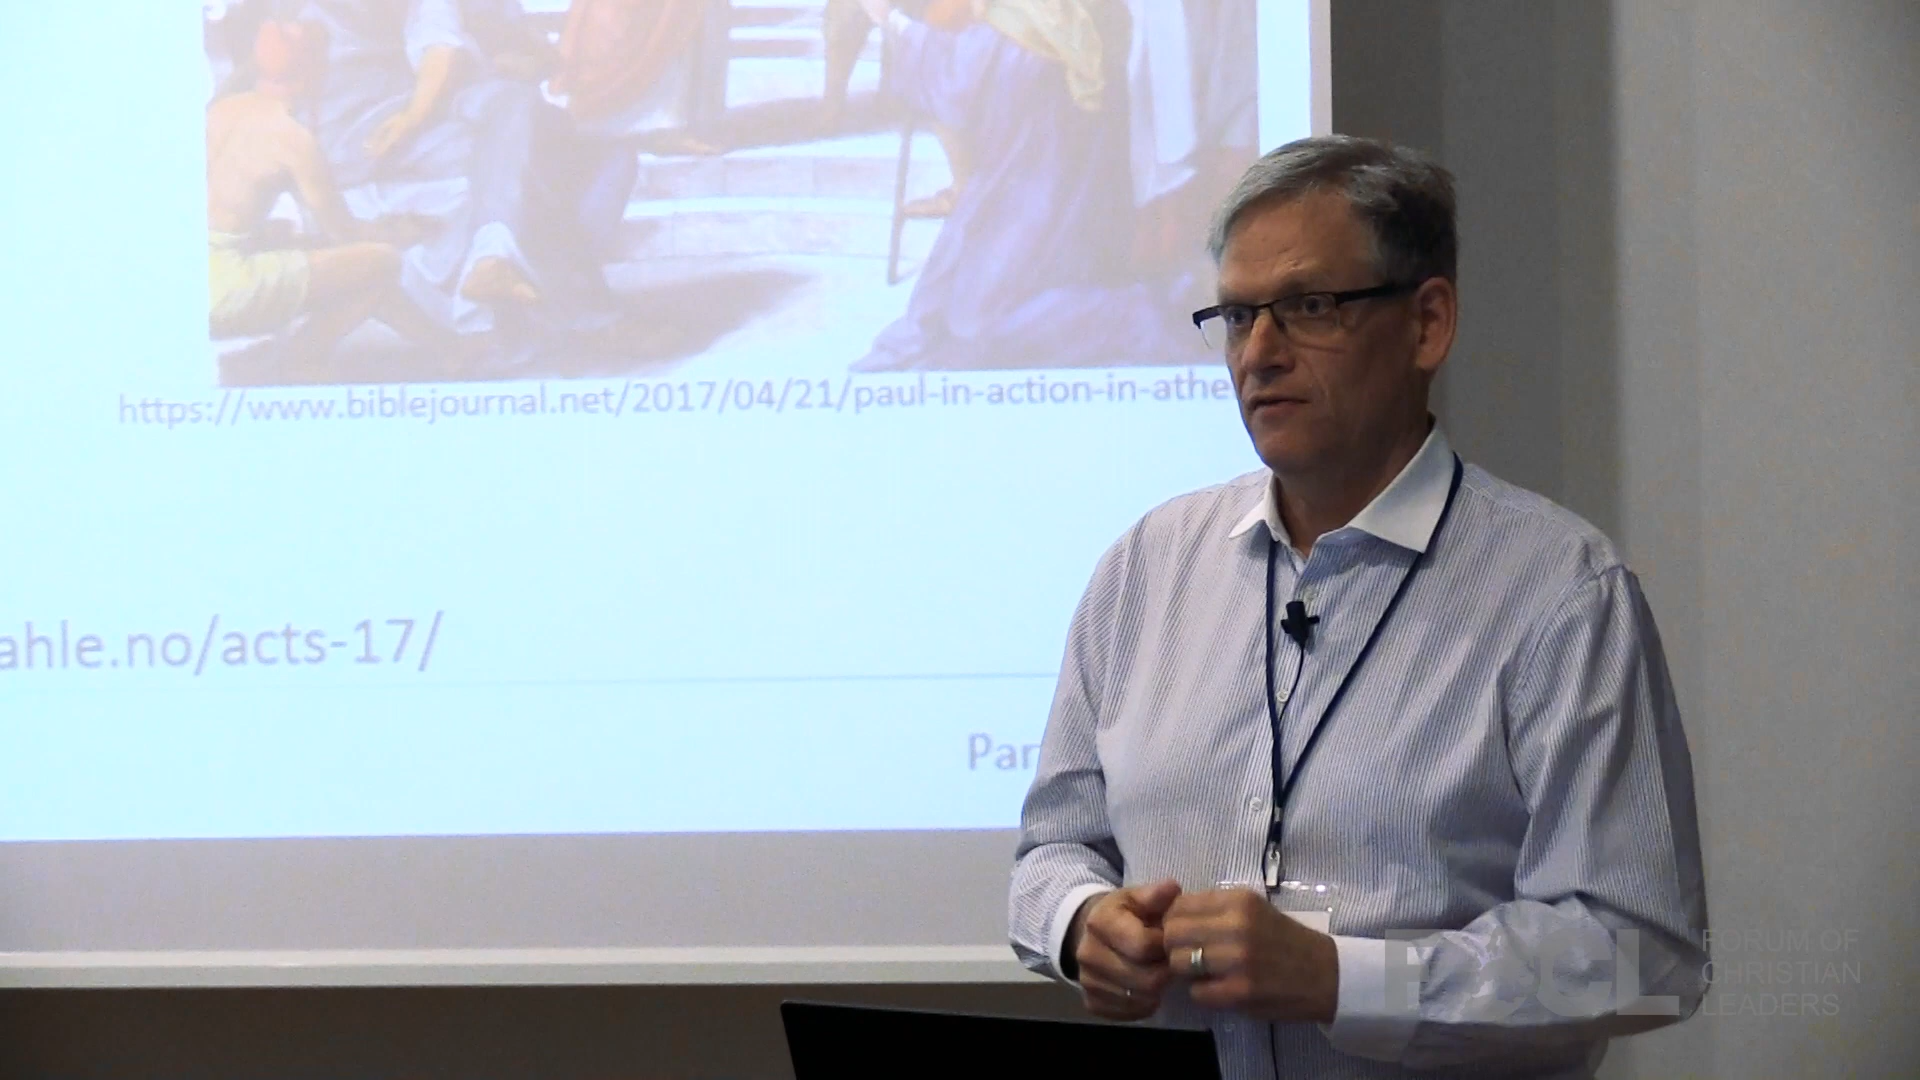 https://www.biblejournal.net/2017/04/21/paul-in-action-in-athe
ahle.no/acts-17/
Par
FOCL
FORUM OF
CHRISTIAN
LEADERS